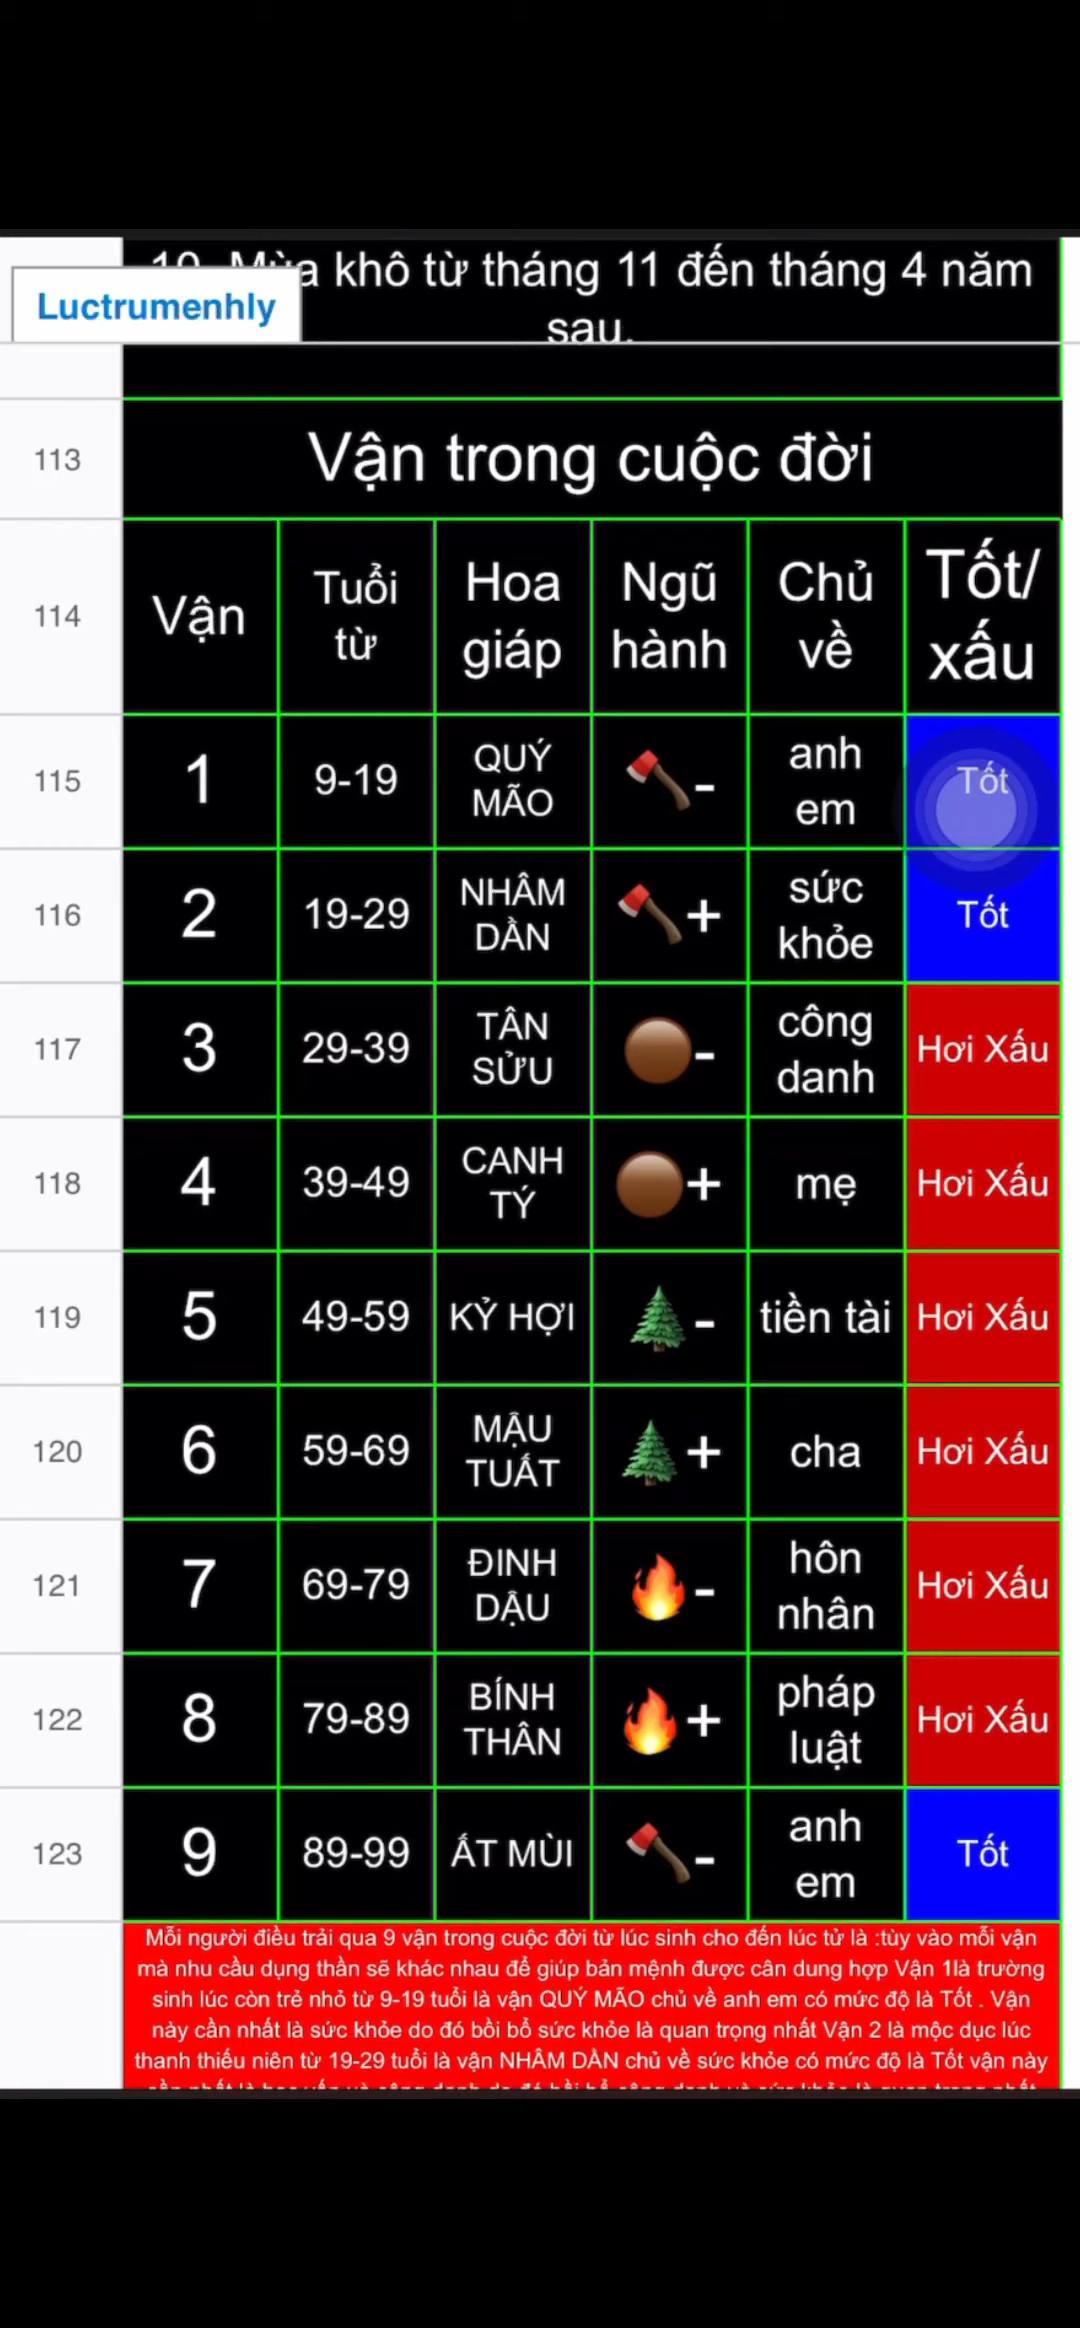 10. Mùa khô từ tháng 11 đến tháng 4 năm
sau.
Luctrumenhly
113
Vận trong cuộc đời
114
Vận
Tuổi từ
Hoa giáp
Ngũ hành
Chủ về
Tốt/ xấu
115
1
9-19
QUÝ MÃO
-
anh em
Tốt
116
2
19-29
NHÂM DẦN
+
sức khỏe
Tốt
117
3
29-39
TÂN SỬU
-
công danh
Hơi Xấu
118
4
39-49
CANH TÝ
+
mẹ
Hơi Xấu
119
5
49-59
KỶ HỢI
-
tiền tài
Hơi Xấu
120
6
59-69
MẬU TUẤT
+
cha
Hơi Xấu
121
7
69-79
ĐINH DẬU
-
hôn nhân
Hơi Xấu
122
8
79-89
BÍNH THÂN
+
pháp luật
Hơi Xấu
123
9
89-99
ẤT MÙI
-
anh em
Tốt
Mỗi người điều trải qua 9 vận trong cuộc đời từ lúc sinh cho đến lúc tử là :tùy vào mỗi vận
mà nhu cầu dụng thần sẽ khác nhau để giúp bản mệnh được cân dung hợp Vận 1là trường
sinh lúc còn trẻ nhỏ từ 9-19 tuổi là vận QUÝ MÃO chủ về anh em có mức độ là Tốt . Vận
này cần nhất là sức khỏe do đó bồi bổ sức khỏe là quan trọng nhất Vận 2 là mộc dục lúc
thanh thiếu niên từ 19-29 tuổi là vận NHÂM DẦN chủ về sức khỏe có mức độ là Tốt vận này